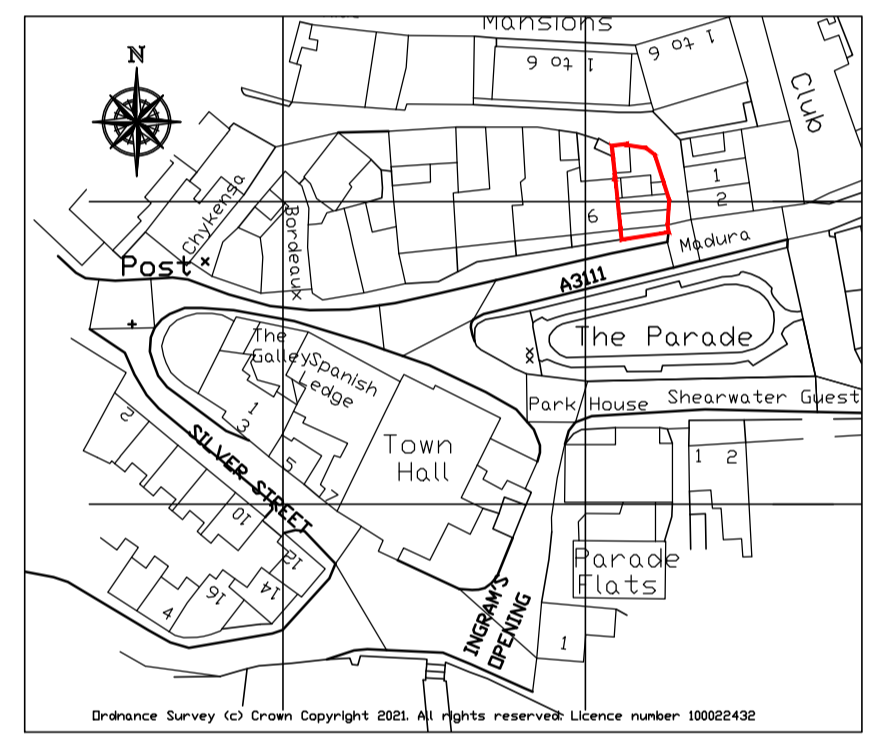 Mansions
1 to 6
1 to 6
Club
N
Chykensa
Bordeaux
6
1
2
Madura
Post
A3111
The Parade
The
Galley
Spanish
Ledge
1
3
5
7
Town
Hall
Park House
Shearwater Guest
1 2
2
SILVER STREET
10
12
14
16
4
Parade
Flats
INGRAM'S
OPENING
1
Ordnance Survey (c) Crown Copyright 2021. All rights reserved. Licence number 100022432